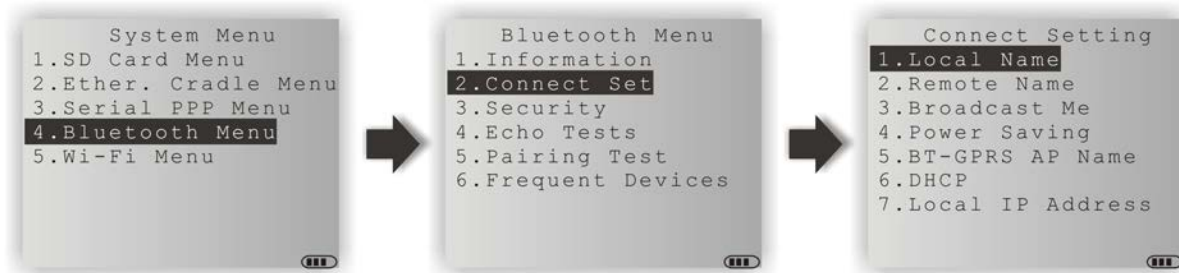 System Menu
1.SD Card Menu
2.Ether. Cradle Menu
3.Serial PPP Menu
4.Bluetooth Menu
5.Wi-Fi Menu
Bluetooth Menu
1.Information
2.Connect Set
3.Security
4.Echo Tests
5.Pairing Test
6.Frequent Devices
Connect Setting
1.Local Name
2.Remote Name
3.Broadcast Me
4.Power Saving
5.BT-GPRS AP Name
6.DHCP
7.Local IP Address